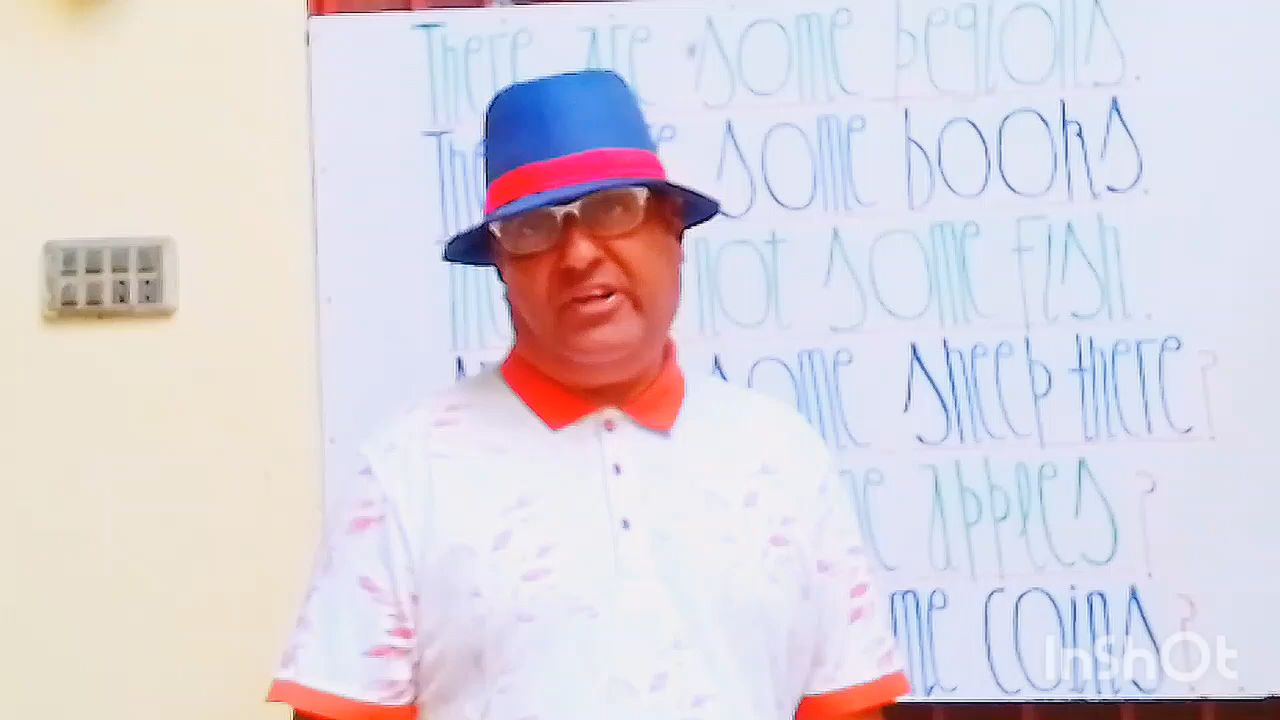 There are some begions.
some books.
not some fish.
some sheep there?
apples?
me coins?
InShOt